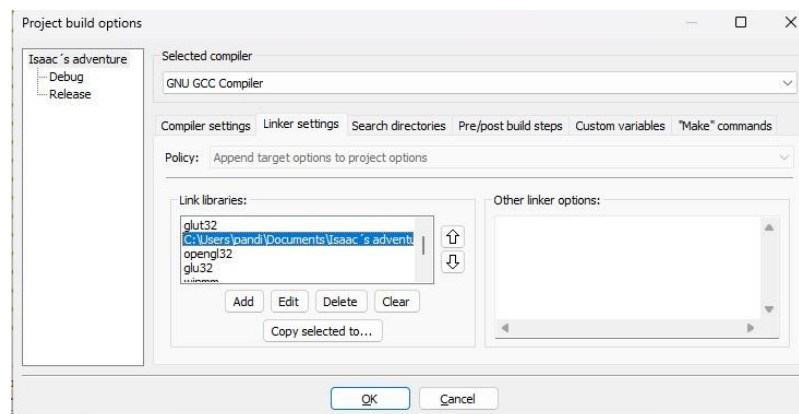 Project build options
Isaac´s adventure
Debug
Release
Selected compiler
GNU GCC Compiler
Compiler settings
Linker settings
Search directories
Pre/post build steps
Custom variables
"Make" commands
Policy:
Append target options to project options
Link libraries:
glut32
C:\Users\pandi\Documents\Isaac´s adventu
opengl32
glu32
winmm
Add
Edit
Delete
Clear
Copy selected to...
Other linker options:
OK
Cancel